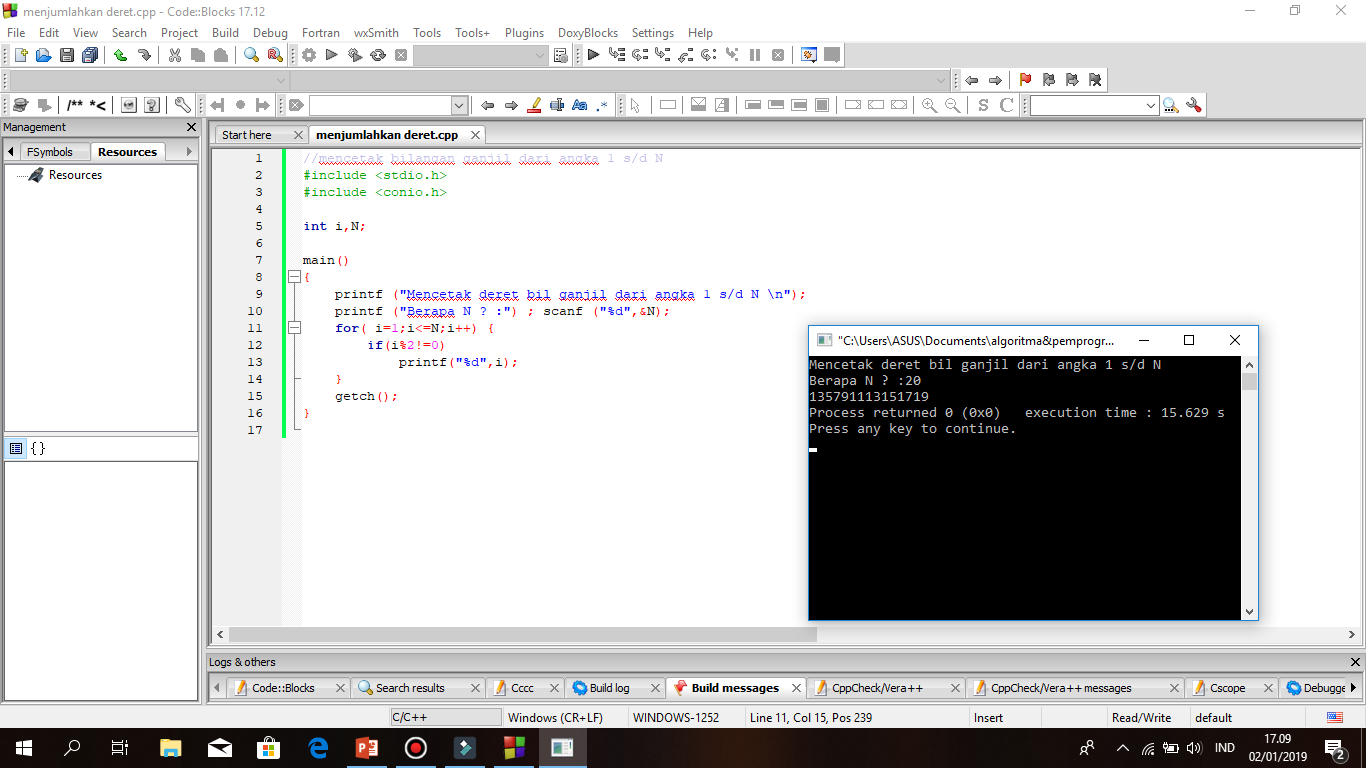 menjumlahkan deret.cpp - Code::Blocks 17.12
File Edit View Search Project Build Debug Fortran wxSmith Tools Tools+ Plugins DoxyBlocks Settings Help
/** *<
Aa .*
S C
Management
FSymbols Resources
Resources
{}
Start here menjumlahkan deret.cpp
1 //mencetak bilangan ganjil dari angka 1 s/d N
2 #include <stdio.h>
3 #include <conio.h>
4
5 int i,N;
6
7 main()
8 {
9 printf ("Mencetak deret bil ganjil dari angka 1 s/d N \n");
10 printf ("Berapa N ? :") ; scanf ("%d",&N);
11 for( i=1;i<=N;i++) {
12 if(i%2!=0)
13 printf("%d",i);
14 }
15 getch();
16 }
17
"C:\Users\ASUS\Documents\algoritma&pemprogr...
Mencetak deret bil ganjil dari angka 1 s/d N
Berapa N ? :20
135791113151719
Process returned 0 (0x0) execution time : 15.629 s
Press any key to continue.
Logs & others
Code::Blocks Search results Cccc Build log Build messages CppCheck/Vera++ CppCheck/Vera++ messages Cscope Debugge
C/C++ Windows (CR+LF) WINDOWS-1252 Line 11, Col 15, Pos 239 Insert Read/Write default
IND
17.09
02/01/2019
2